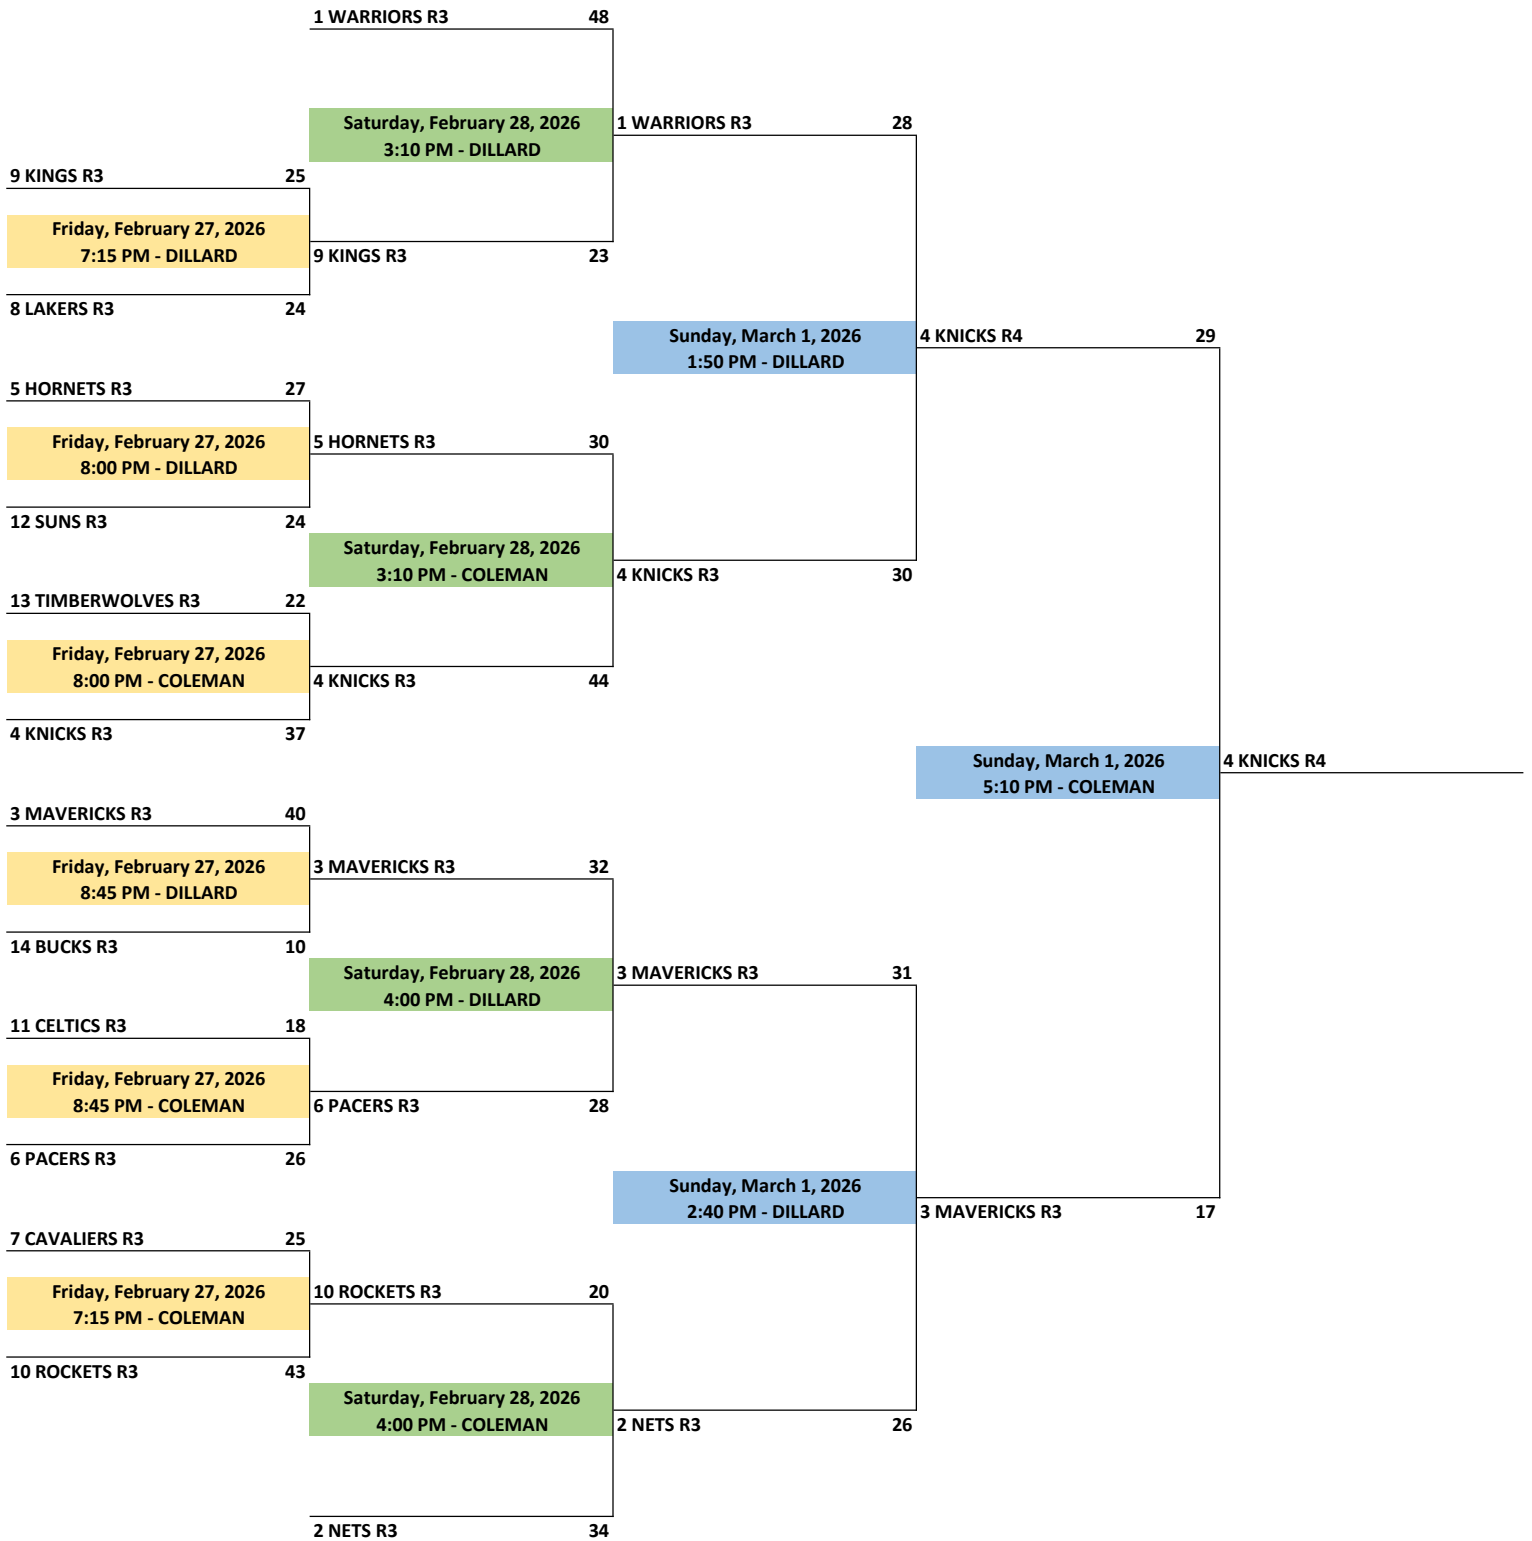 1 WARRIORS R3 48
Saturday, February 28, 2026
3:10 PM - DILLARD
1 WARRIORS R3 28
9 KINGS R3 25
Friday, February 27, 2026
7:15 PM - DILLARD
9 KINGS R3 23
8 LAKERS R3 24
Sunday, March 1, 2026
1:50 PM - DILLARD
4 KNICKS R4 29
5 HORNETS R3 27
Friday, February 27, 2026
8:00 PM - DILLARD
5 HORNETS R3 30
12 SUNS R3 24
Saturday, February 28, 2026
3:10 PM - COLEMAN
4 KNICKS R3 30
13 TIMBERWOLVES R3 22
Friday, February 27, 2026
8:00 PM - COLEMAN
4 KNICKS R3 44
4 KNICKS R3 37
Sunday, March 1, 2026
5:10 PM - COLEMAN
4 KNICKS R4
3 MAVERICKS R3 40
Friday, February 27, 2026
8:45 PM - DILLARD
3 MAVERICKS R3 32
14 BUCKS R3 10
Saturday, February 28, 2026
4:00 PM - DILLARD
3 MAVERICKS R3 31
11 CELTICS R3 18
Friday, February 27, 2026
8:45 PM - COLEMAN
6 PACERS R3 28
6 PACERS R3 26
Sunday, March 1, 2026
2:40 PM - DILLARD
3 MAVERICKS R3 17
7 CAVALIERS R3 25
Friday, February 27, 2026
7:15 PM - COLEMAN
10 ROCKETS R3 20
10 ROCKETS R3 43
Saturday, February 28, 2026
4:00 PM - COLEMAN
2 NETS R3 26
2 NETS R3 34